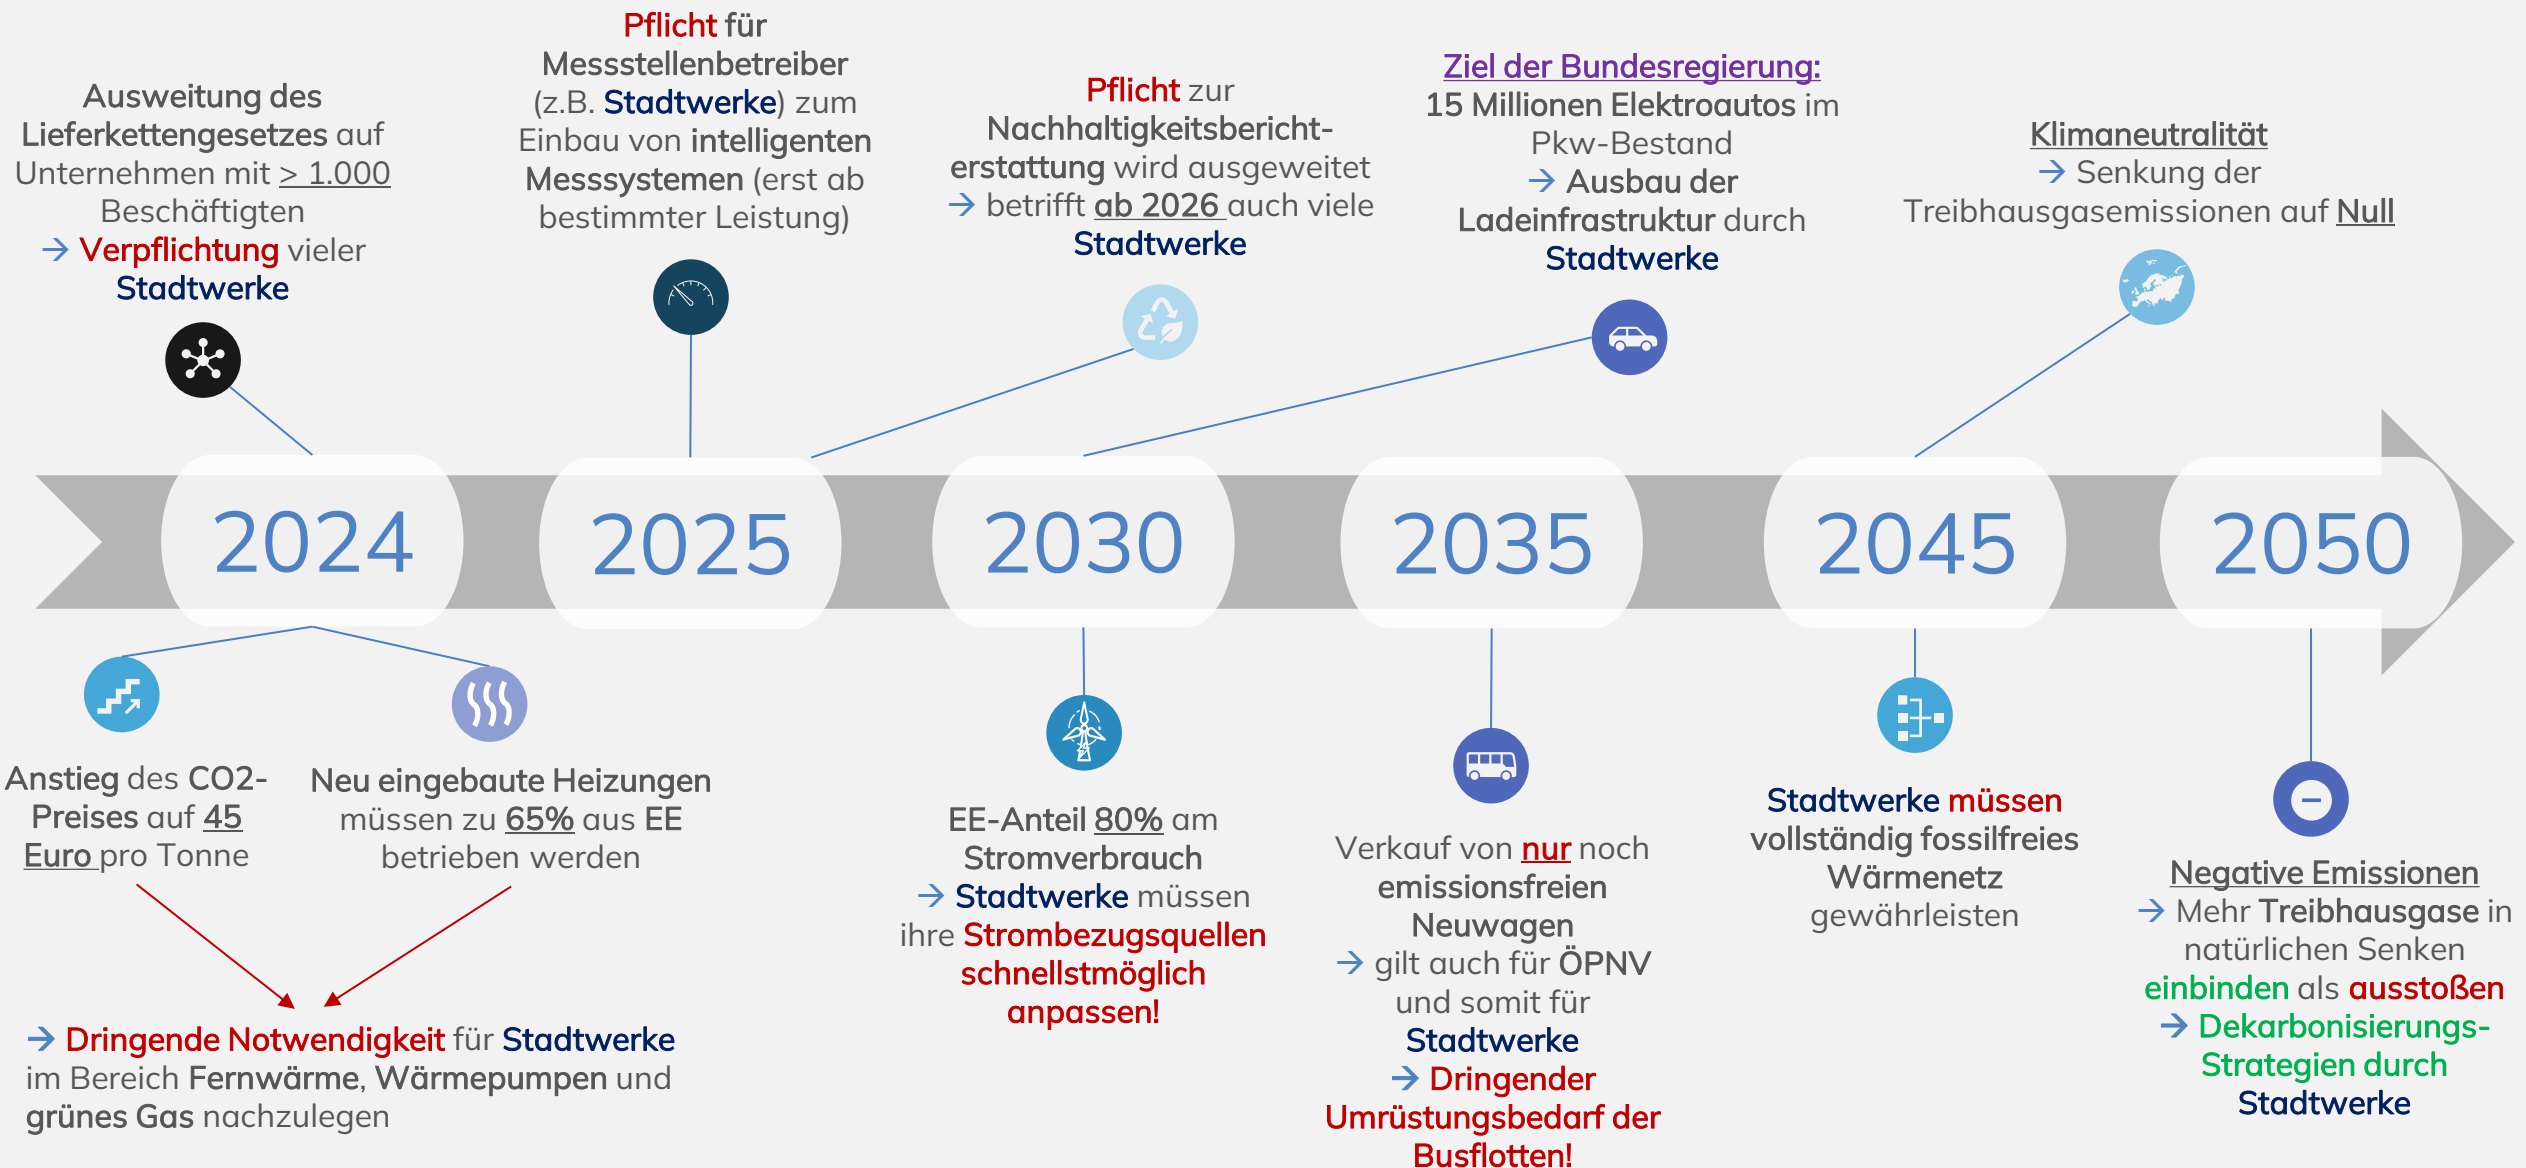 Ausweitung des
Lieferkettengesetzes auf
Unternehmen mit > 1.000
Beschäftigten
→ Verpflichtung vieler
Stadtwerke
Pflicht für
Messstellenbetreiber
(z.B. Stadtwerke) zum
Einbau von intelligenten
Messsystemen (erst ab
bestimmter Leistung)
Pflicht zur
Nachhaltigkeitsbericht-
erstattung wird ausgeweitet
→ betrifft ab 2026 auch viele
Stadtwerke
Ziel der Bundesregierung:
15 Millionen Elektroautos im
Pkw-Bestand
→ Ausbau der
Ladeinfrastruktur durch
Stadtwerke
Klimaneutralität
→ Senkung der
Treibhausgasemissionen auf Null
2024
2025
2030
2035
2045
2050
Anstieg des CO2-
Preises auf 45
Euro pro Tonne
Neu eingebaute Heizungen
müssen zu 65% aus EE
betrieben werden
→ Dringende Notwendigkeit für Stadtwerke
im Bereich Fernwärme, Wärmepumpen und
grünes Gas nachzulegen
EE-Anteil 80% am
Stromverbrauch
→ Stadtwerke müssen
ihre Strombezugsquellen
schnellstmöglich
anpassen!
Verkauf von nur noch
emissionsfreien
Neuwagen
→ gilt auch für ÖPNV
und somit für
Stadtwerke
→ Dringender
Umrüstungsbedarf der
Busflotten!
Stadtwerke müssen
vollständig fossilfreies
Wärmenetz
gewährleisten
Negative Emissionen
→ Mehr Treibhausgase in
natürlichen Senken
einbinden als ausstoßen
→ Dekarbonisierungs-
Strategien durch
Stadtwerke